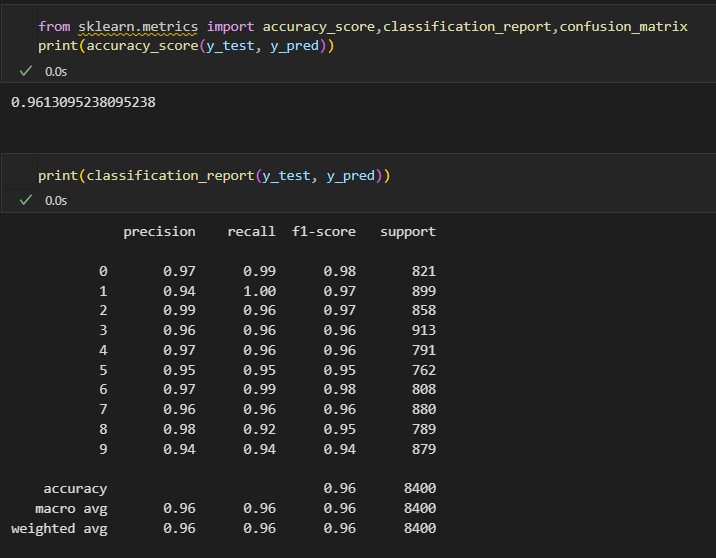 from sklearn.metrics import accuracy_score,classification_report,confusion_matrix
print(accuracy_score(y_test, y_pred))
0.0s
0.9613095238095238
print(classification_report(y_test, y_pred))
0.0s
precision recall f1-score support
0 0.97 0.99 0.98 821
1 0.94 1.00 0.97 899
2 0.99 0.96 0.97 858
3 0.96 0.96 0.96 913
4 0.97 0.96 0.96 791
5 0.95 0.95 0.95 762
6 0.97 0.99 0.98 808
7 0.96 0.96 0.96 880
8 0.98 0.92 0.95 789
9 0.94 0.94 0.94 879
accuracy 0.96 8400
macro avg 0.96 0.96 0.96 8400
weighted avg 0.96 0.96 0.96 8400